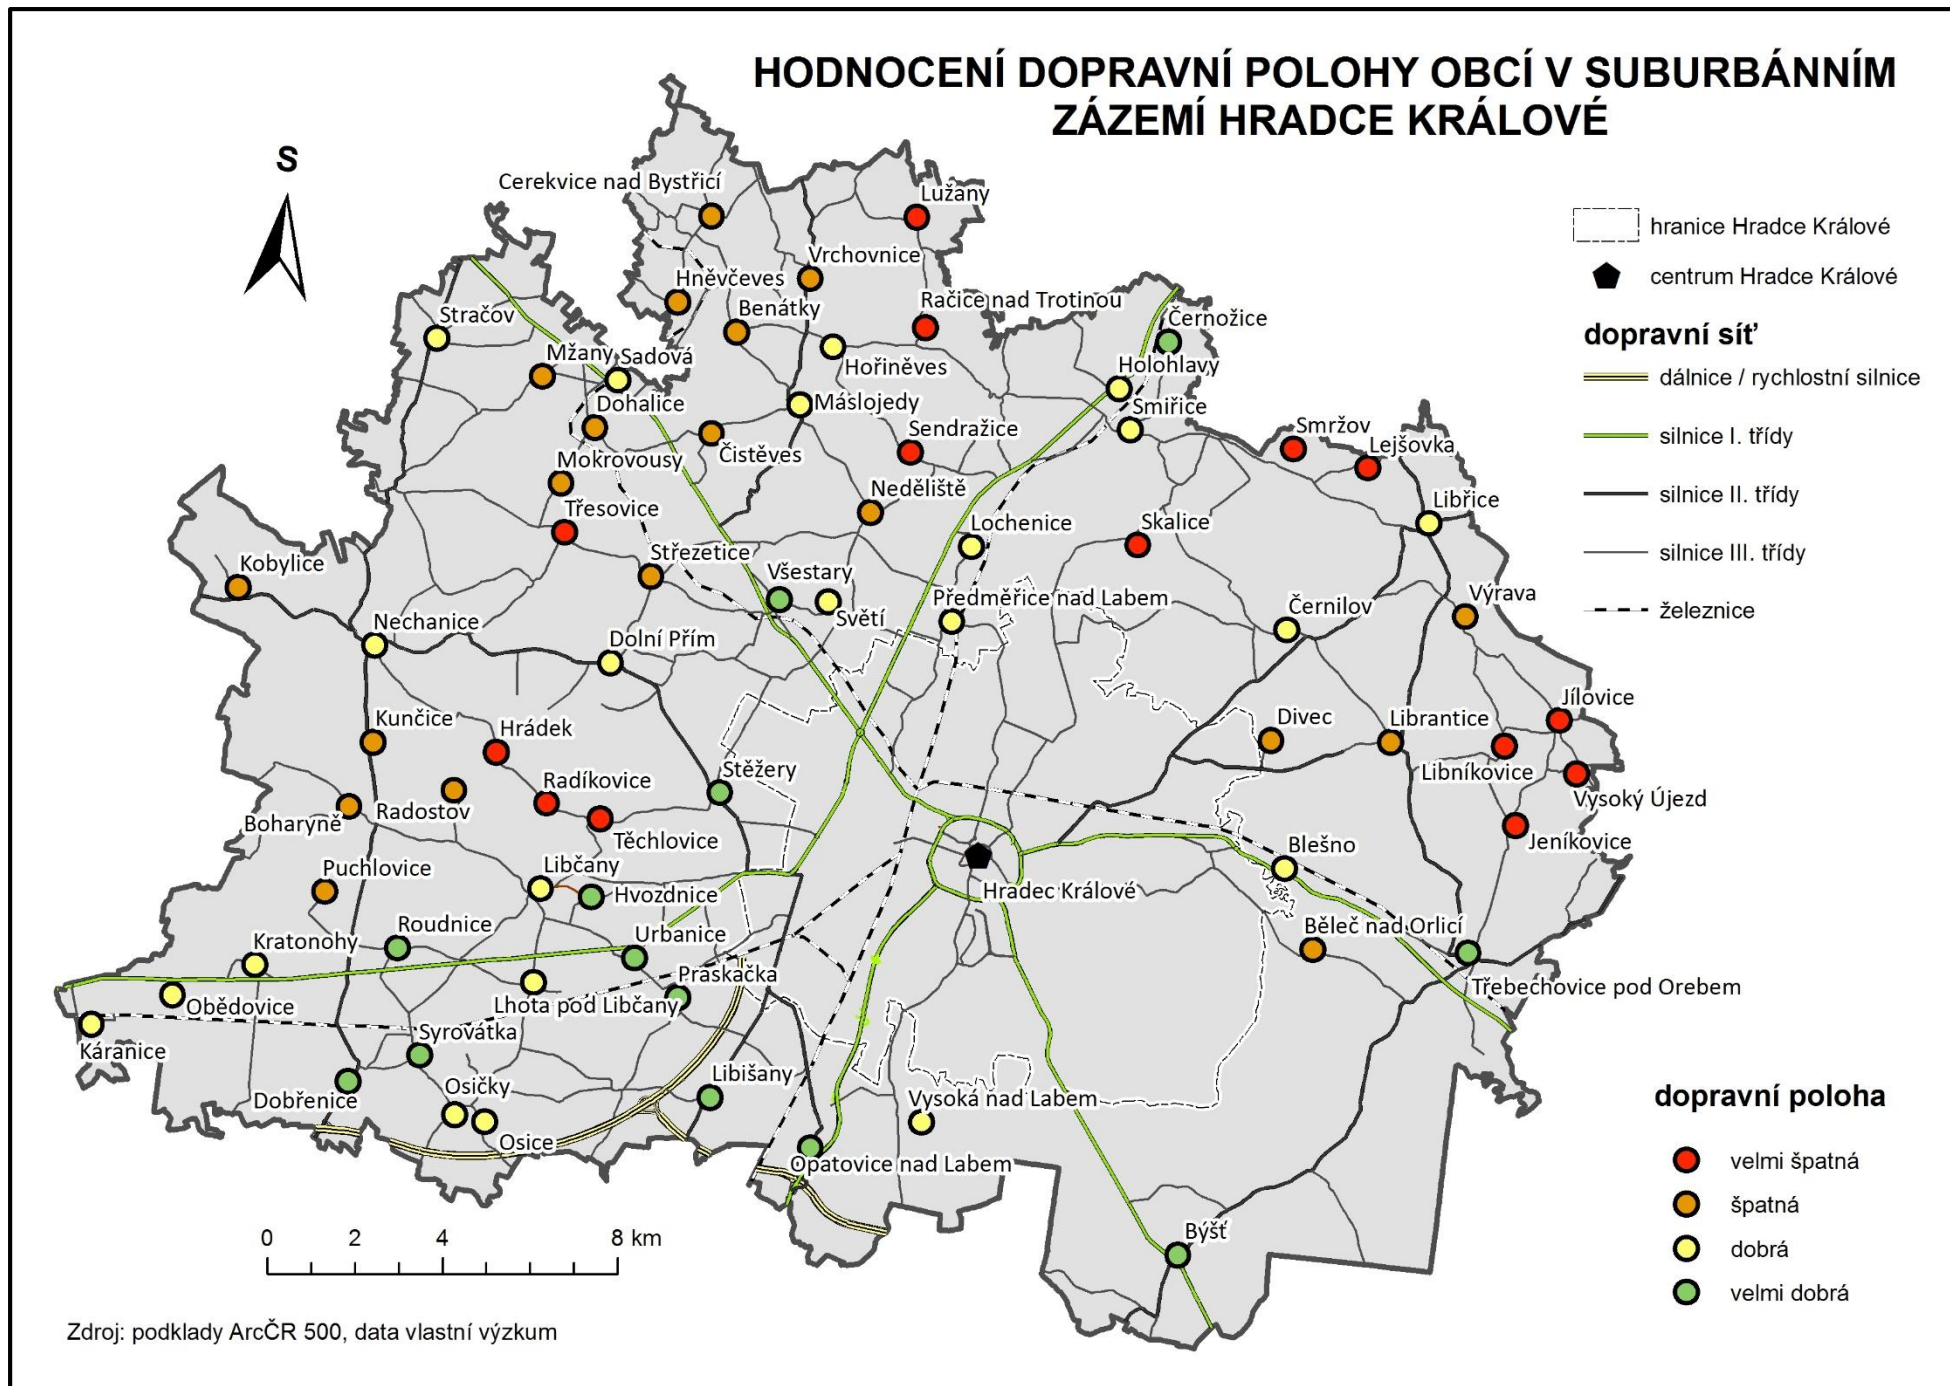 HODNOCENÍ DOPRAVNÍ POLOHY OBCÍ V SUBURBÁNNÍM
ZÁZEMÍ HRADCE KRÁLOVÉ
S
Cerekvice nad Bystřicí
Lužany
Vrchovnice
Hněvčeves
Benátky
Račice nad Trotinou
Černožice
Stračov
Mžany
Sadová
Hořiněves
Holohlavy
Dohalice
Máslojedy
Smiřice
Sendražice
Smržov
Lejšovka
Čistěves
Mokrovousy
Neděliště
Libřice
Třesovice
Lochenice
Skalice
Střezetice
Kobylice
Všestary
Světí
Předměřice nad Labem
Černilov
Výrava
Nechanice
Dolní Přím
Jílovice
Kunčice
Hrádek
Divec
Librantice
Libníkovice
Stěžery
Radíkovice
Vysoký Újezd
Radostov
Boharyně
Těchlovice
Jeníkovice
Blešno
Puchlovice
Libčany
Hvozdnice
Hradec Králové
Roudnice
Urbanice
Běleč nad Orlicí
Kratonohy
Praskačka
Třebechovice pod Orebem
Obědovice
Lhota pod Libčany
Syrovátka
Káranice
Libišany
Dobřenice
Osičky
Vysoká nad Labem
Osice
Opatovice nad Labem
Býšť
hranice Hradce Králové
centrum Hradce Králové
dopravní síť
dálnice / rychlostní silnice
silnice I. třídy
silnice II. třídy
silnice III. třídy
železnice
dopravní poloha
velmi špatná
špatná
dobrá
velmi dobrá
0 2 4 8 km
Zdroj: podklady ArcČR 500, data vlastní výzkum